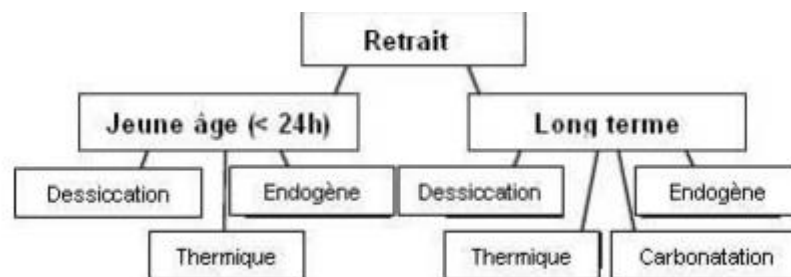 Retrait
Jeune âge (< 24h)
Long terme
Dessiccation
Endogène
Dessiccation
Endogène
Thermique
Thermique
Carbonatation